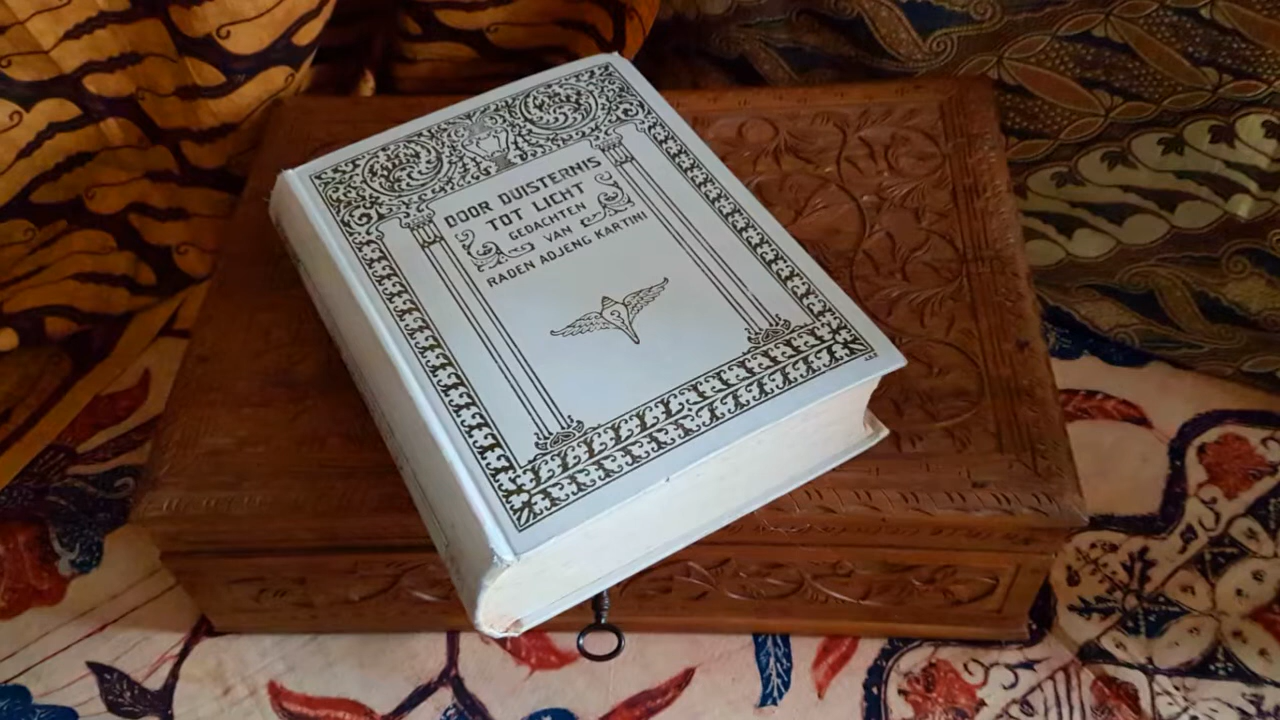 DOOR DUISTERNIS
TOT LICHT
GEDACHTEN
VAN
RADEN ADJENG KARTINI